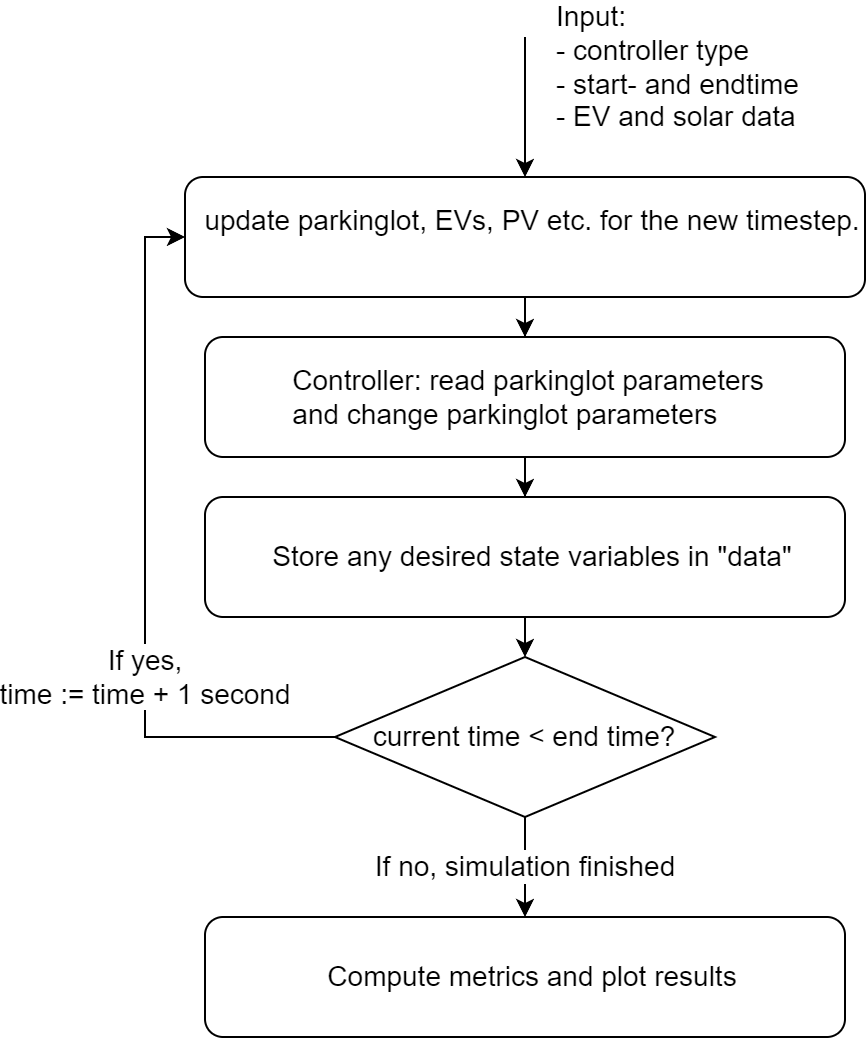 Input:
- controller type
- start- and endtime
- EV and solar data
update parkinglot, EVs, PV etc. for the new timestep.
Controller: read parkinglot parameters
and change parkinglot parameters
Store any desired state variables in "data"
If yes,
time := time + 1 second
current time < end time?
If no, simulation finished
Compute metrics and plot results